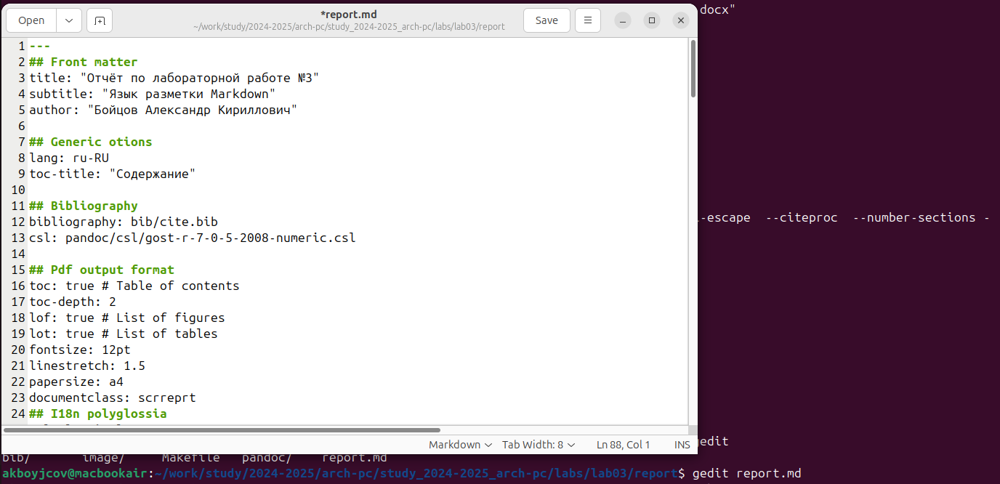 Open
*report.md
~/work/study/2024-2025/arch-pc/study_2024-2025_arch-pc/labs/lab03/report
Save
docx"
1 ---
2 ## Front matter
3 title: "Отчёт по лабораторной работе №3"
4 subtitle: "Язык разметки Markdown"
5 author: "Бойцов Александр Кириллович"
6
7 ## Generic otions
8 lang: ru-RU
9 toc-title: "Содержание"
10
11 ## Bibliography
12 bibliography: bib/cite.bib
13 csl: pandoc/csl/gost-r-7-0-5-2008-numeric.csl
14
15 ## Pdf output format
16 toc: true # Table of contents
17 toc-depth: 2
18 lof: true # List of figures
19 lot: true # List of tables
20 fontsize: 12pt
21 linestretch: 1.5
22 papersize: a4
23 documentclass: scrreprt
24 ## I18n polyglossia
-escape --citeproc --number-sections -
Markdown Tab Width: 8 Ln 88, Col 1 INS
gedit
bib/ image/ Makefile pandoc/ report.md
akboyjcov@macbookair:~/work/study/2024-2025/arch-pc/study_2024-2025_arch-pc/labs/lab03/report$ gedit report.md